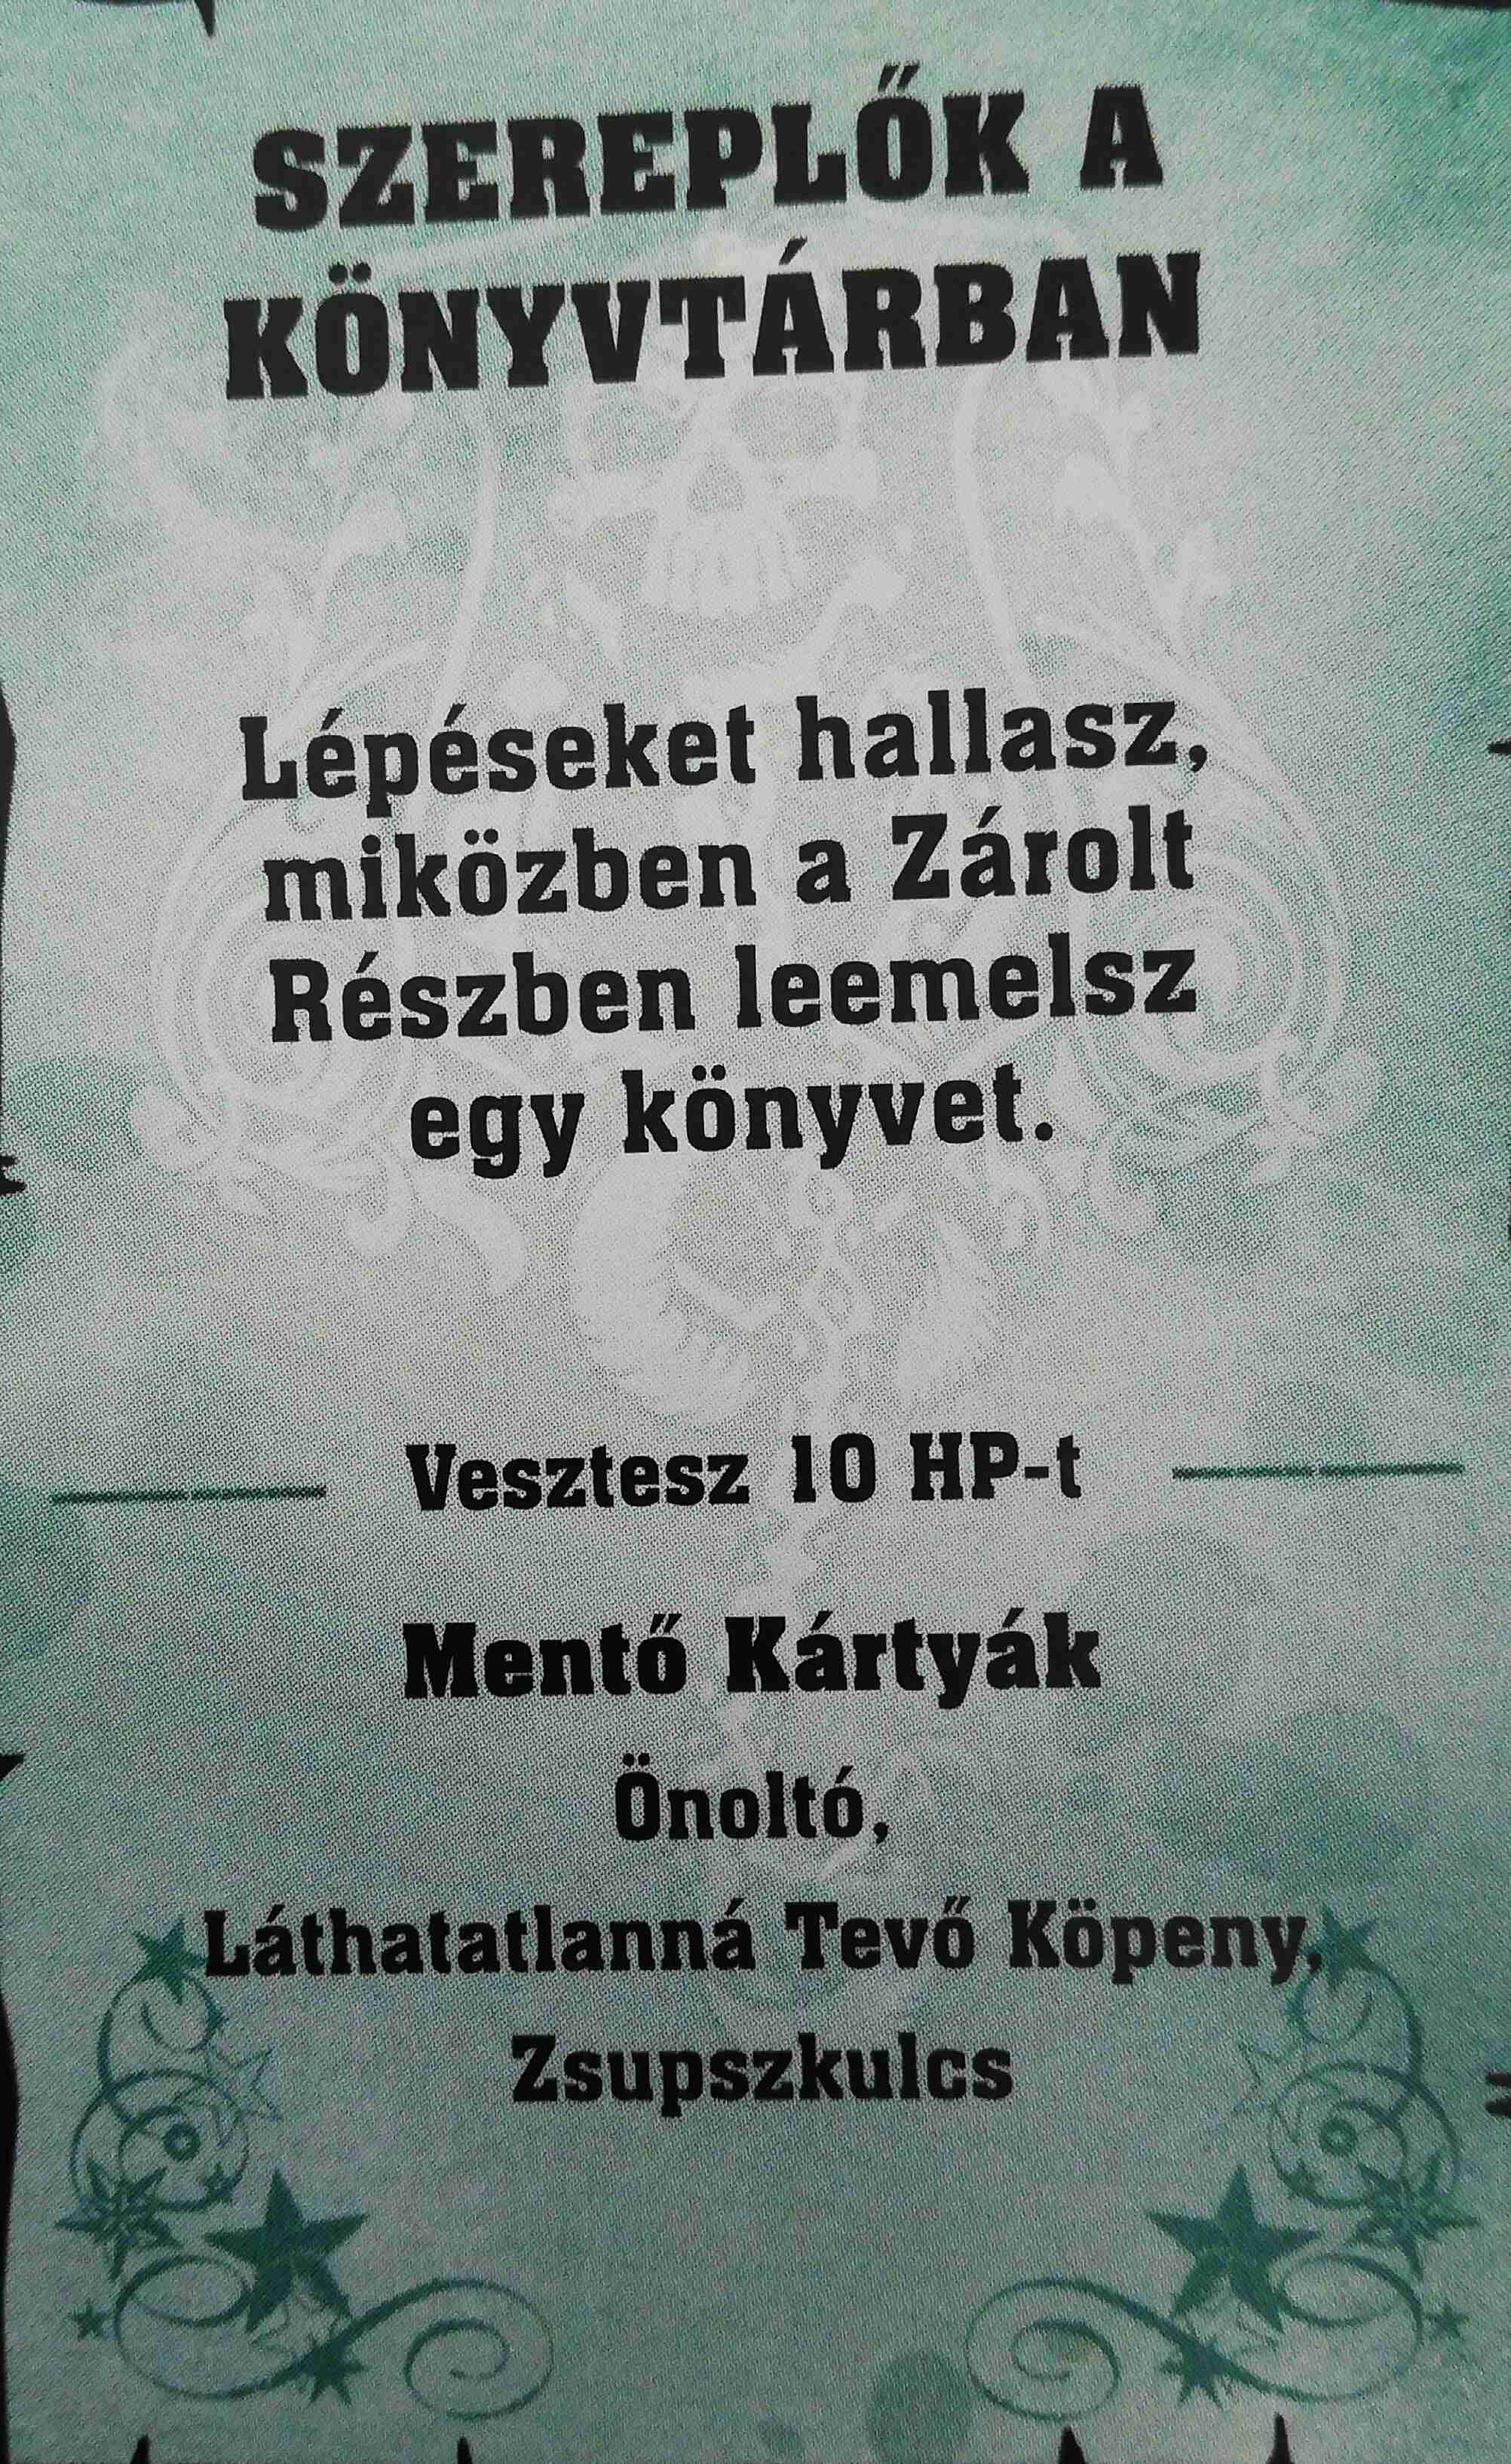 SZEREPLŐK A
KÖNYVTÁRBAN
Lépéseket hallasz,
miközben a Zárolt
Részben leemelsz
egy könyvet.
Vesztesz 10 HP-t
Mentő Kártyák
Önoltó,
Láthatatlanná Tevő Köpeny,
Zsupszkulcs